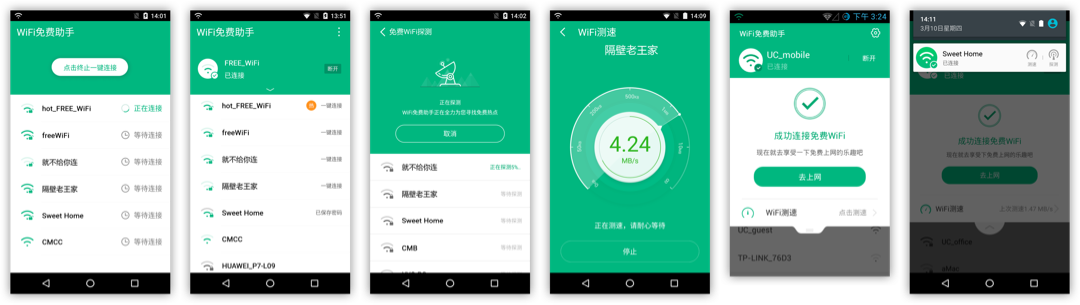 14:01
WiFi免费助手
点击终止一键连接
hot_FREE_WiFi 正在连接
freeWiFi 等待连接
就不给你连 等待连接
隔壁老王家 等待连接
Sweet Home 等待连接
CMCC 等待连接
13:51
WiFi免费助手
FREE_WiFi
已连接
断开
hot_FREE_WiFi 一键连接
freeWiFi 一键连接
就不给你连 一键连接
隔壁老王家 一键连接
Sweet Home 已保存密码
CMCC
HUAWEI_P7-L09
14:02
免费WiFi探测
正在探测
WiFi免费助手正在全力为您寻找免费热点
取消
就不给你连 正在探测5%..
隔壁老王家 等待探测
Sweet Home 等待探测
CMB 等待探测
14:09
WiFi测速
隔壁老王家
4.24
MB/s
正在测速，请耐心等待
停止
下午 3:24
WiFi免费助手
UC_mobile
已连接
断开
成功连接免费WiFi
现在就去享受一下免费上网的乐趣吧
去上网
WiFi测速 点击测速
UC_guest
TP-LINK_76D3
14:11
3月10日星期四
Sweet Home
已连接
测速
探测
成功连接免费WiFi
现在就去享受下免费上网的乐趣吧
去上网
WiFi测速 上次测速1.47 MB/s
UC_office
aMei